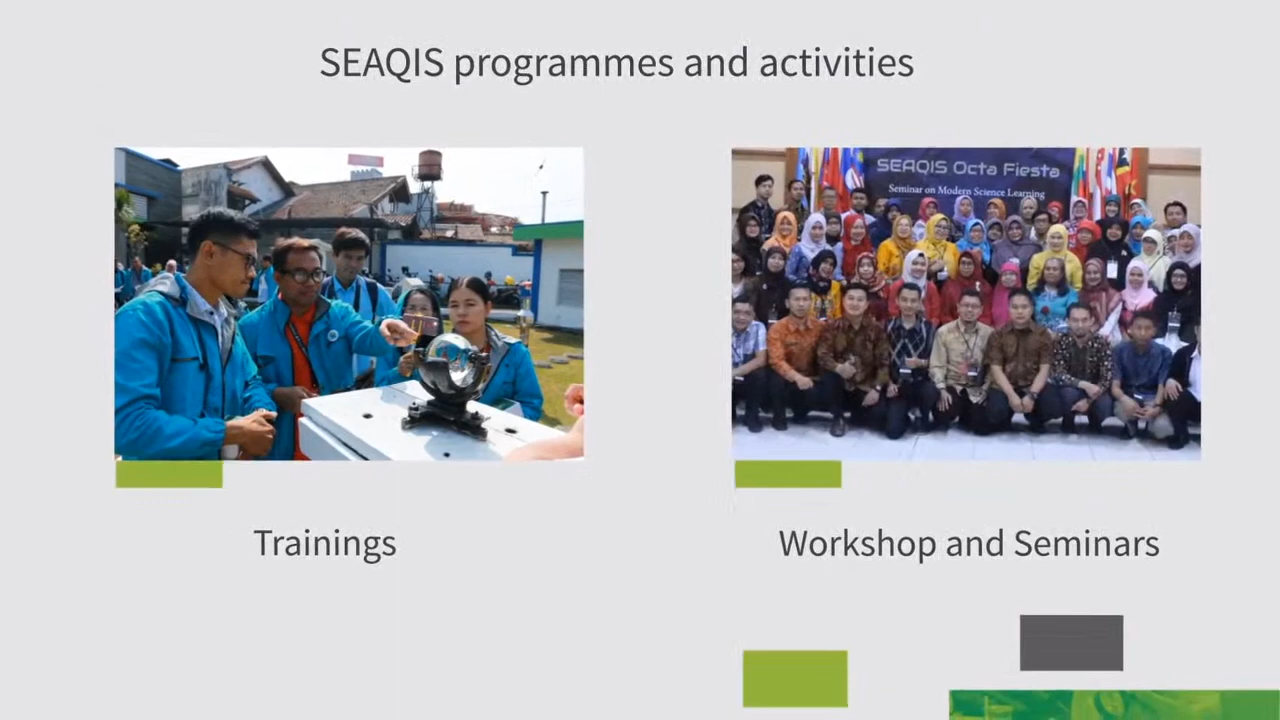 SEAQIS programmes and activities
SEAQIS Octa Fiesta
Seminar on Modern Science Learning
Trainings
Workshop and Seminars